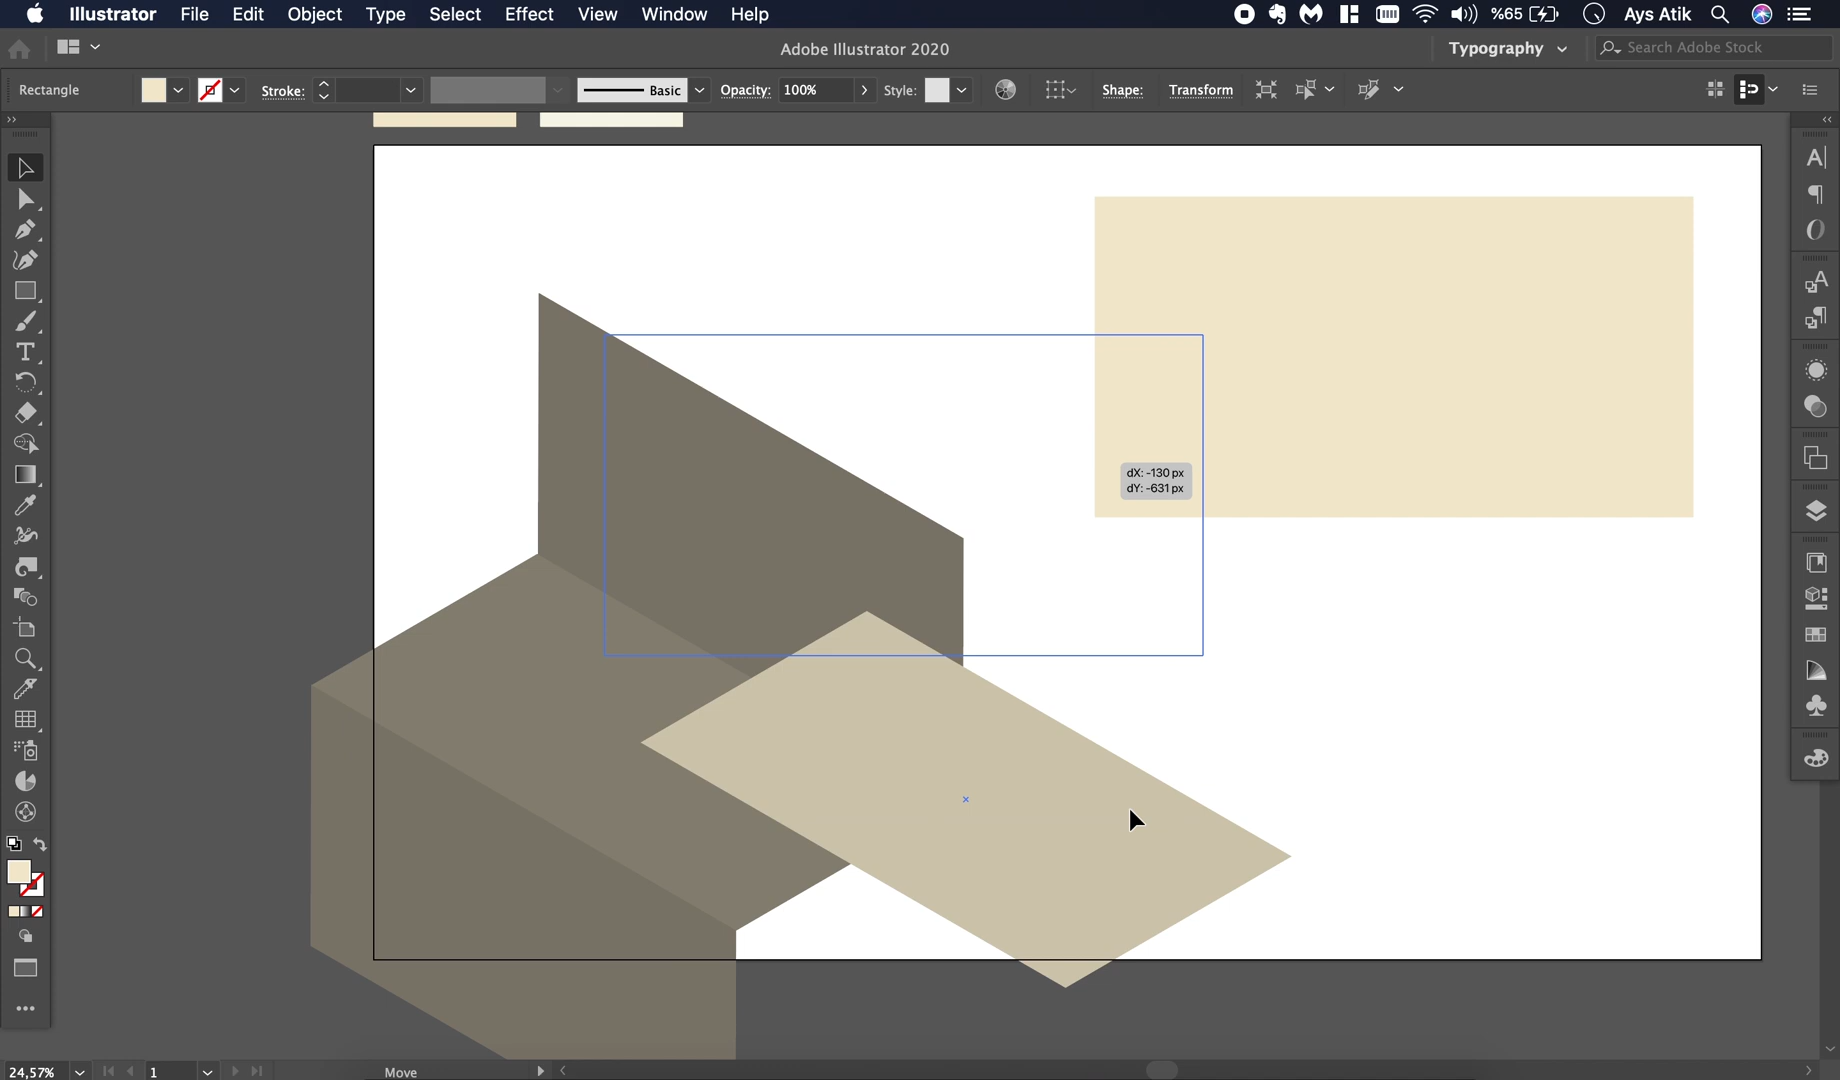 Illustrator File Edit Object Type Select Effect View Window Help
%65
Ays Atik
Adobe Illustrator 2020
Typography
Search Adobe Stock
Rectangle
Stroke:
Basic
Opacity: 100%
Style:
Shape:
Transform
dX: -130 px
dY: -631 px
24,57%
1
Move